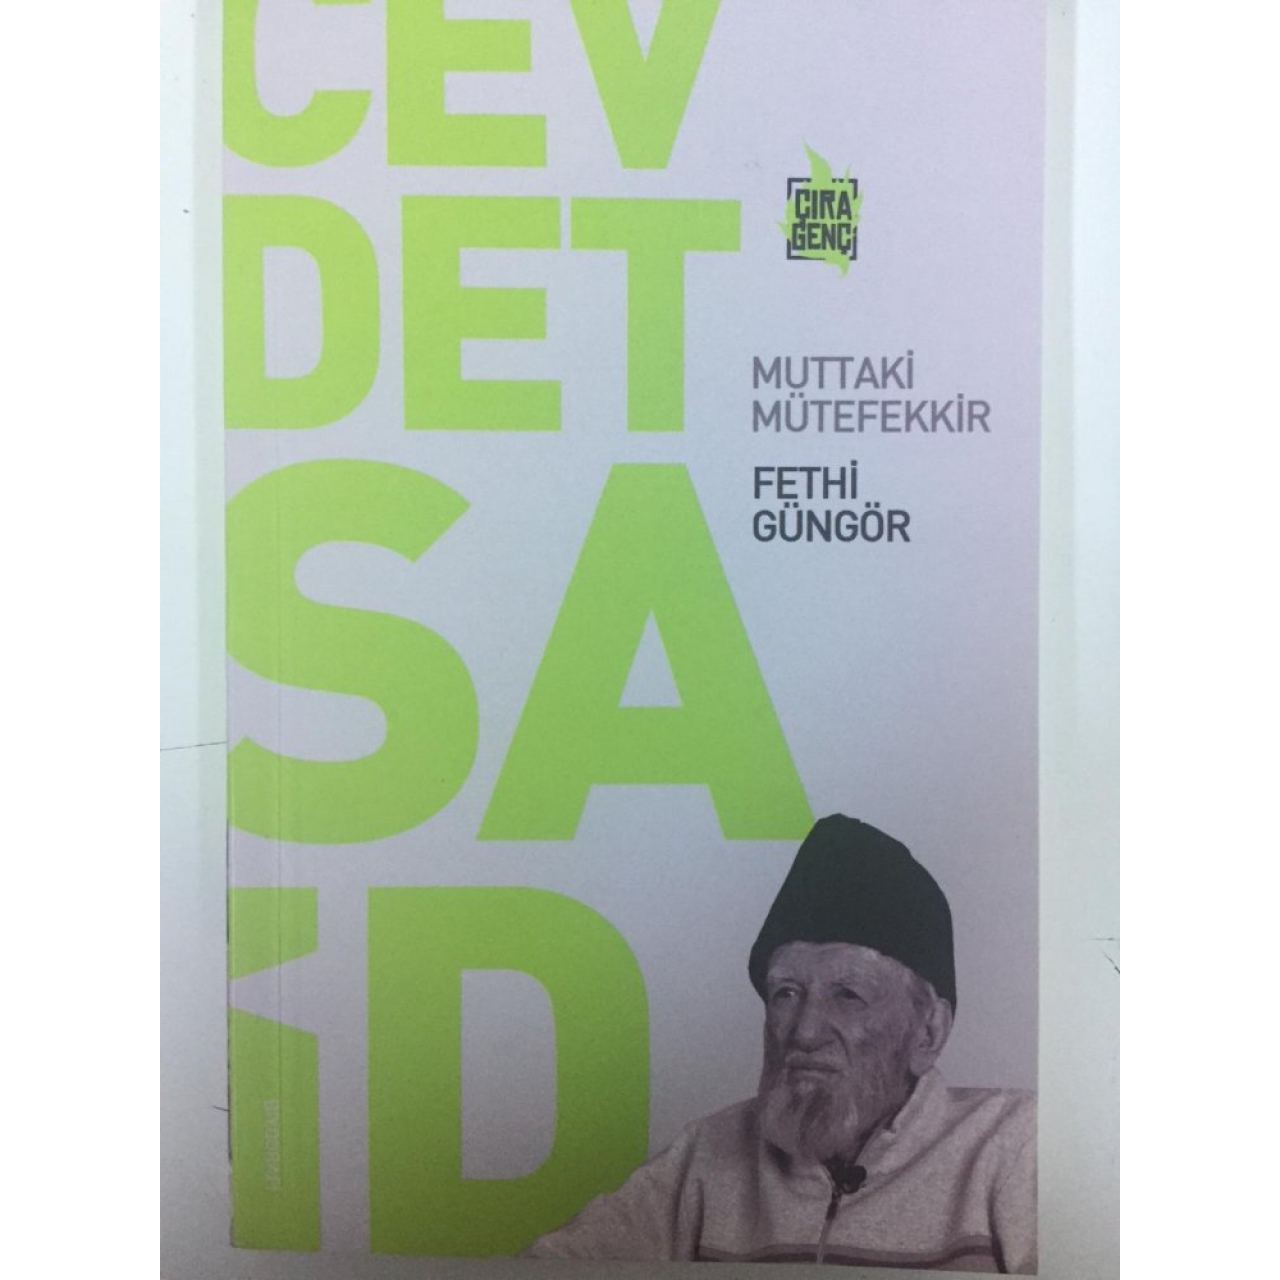 CEV
DET
SA
İD
ÇIRA
GENÇ
MUTTAKİ
MÜTEFEKKİR
FETHİ
GÜNGÖR